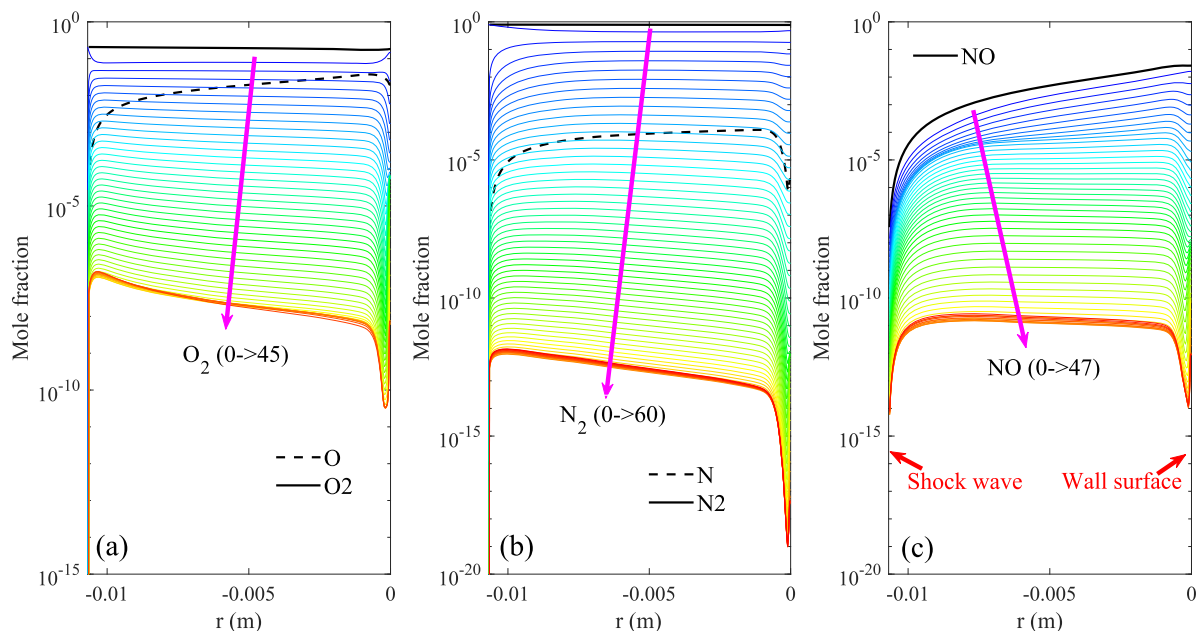 Mole fraction
10^0
10^-5
10^-10
10^-15
O_2 (0->45)
O
O2
(a)
-0.01
-0.005
0
r (m)
Mole fraction
10^0
10^-5
10^-10
10^-15
10^-20
N_2 (0->60)
N
N2
(b)
-0.01
-0.005
0
r (m)
Mole fraction
10^0
10^-5
10^-10
10^-15
10^-20
NO
NO (0->47)
Shock wave
Wall surface
(c)
-0.01
-0.005
0
r (m)